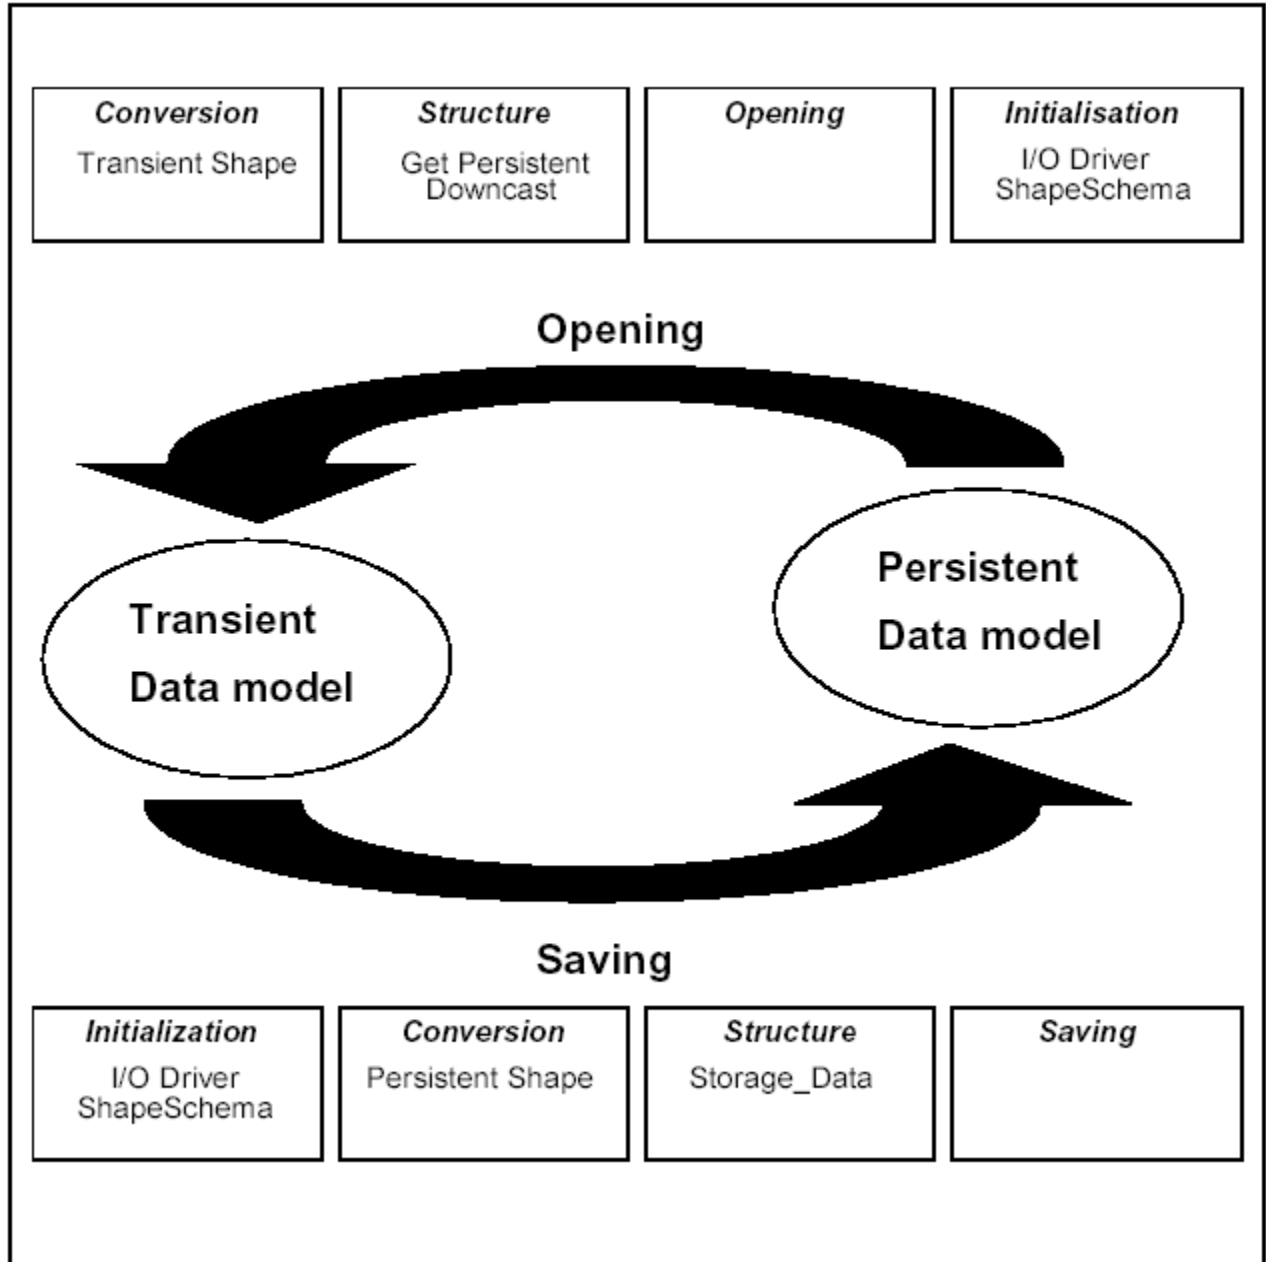 Conversion
Transient Shape
Structure
Get Persistent
Downcast
Opening
Initialisation
I/O Driver
ShapeSchema
Opening
Transient
Data model
Persistent
Data model
Saving
Initialization
I/O Driver
ShapeSchema
Conversion
Persistent Shape
Structure
Storage_Data
Saving